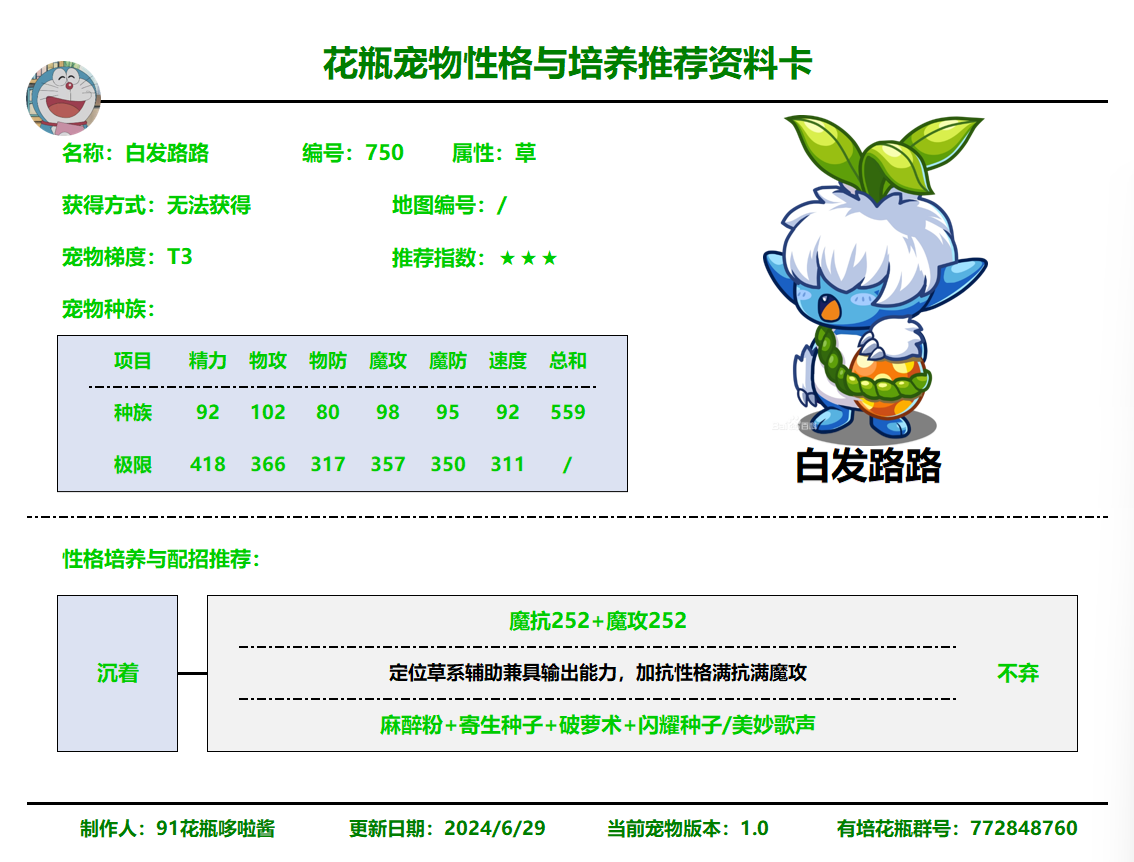 花瓶宠物性格与培养推荐资料卡
名称：白发路路 编号：750 属性：草
获得方式：无法获得 地图编号：/
宠物梯度：T3 推荐指数：★★★
宠物种族：
项目 精力 物攻 物防 魔攻 魔防 速度 总和
种族 92 102 80 98 95 92 559
极限 418 366 317 357 350 311 /
白发路路
性格培养与配招推荐：
沉着
魔抗252+魔攻252
定位草系辅助兼具输出能力，加抗性格满抗满魔攻
不弃
麻醉粉+寄生种子+破萝术+闪耀种子/美妙歌声
制作人：91花瓶哆啦酱 更新日期：2024/6/29 当前宠物版本：1.0 有培花瓶群号：772848760